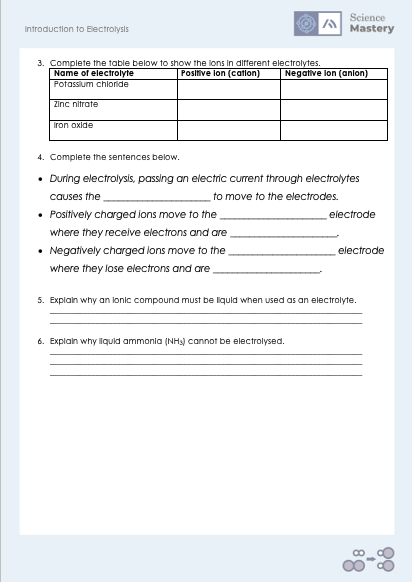 Introduction to Electrolysis
Science
Mastery
3. Complete the table below to show the ions in different electrolytes.
Name of electrolyte Positive ion (cation) Negative ion (anion)
Potassium chloride
Zinc nitrate
Iron oxide
4. Complete the sentences below.
• During electrolysis, passing an electric current through electrolytes
causes the ____________________ to move to the electrodes.
• Positively charged ions move to the ____________________ electrode
where they receive electrons and are ____________________.
• Negatively charged ions move to the ____________________ electrode
where they lose electrons and are ____________________.
5. Explain why an ionic compound must be liquid when used as an electrolyte.
6. Explain why liquid ammonia (NH₃) cannot be electrolysed.